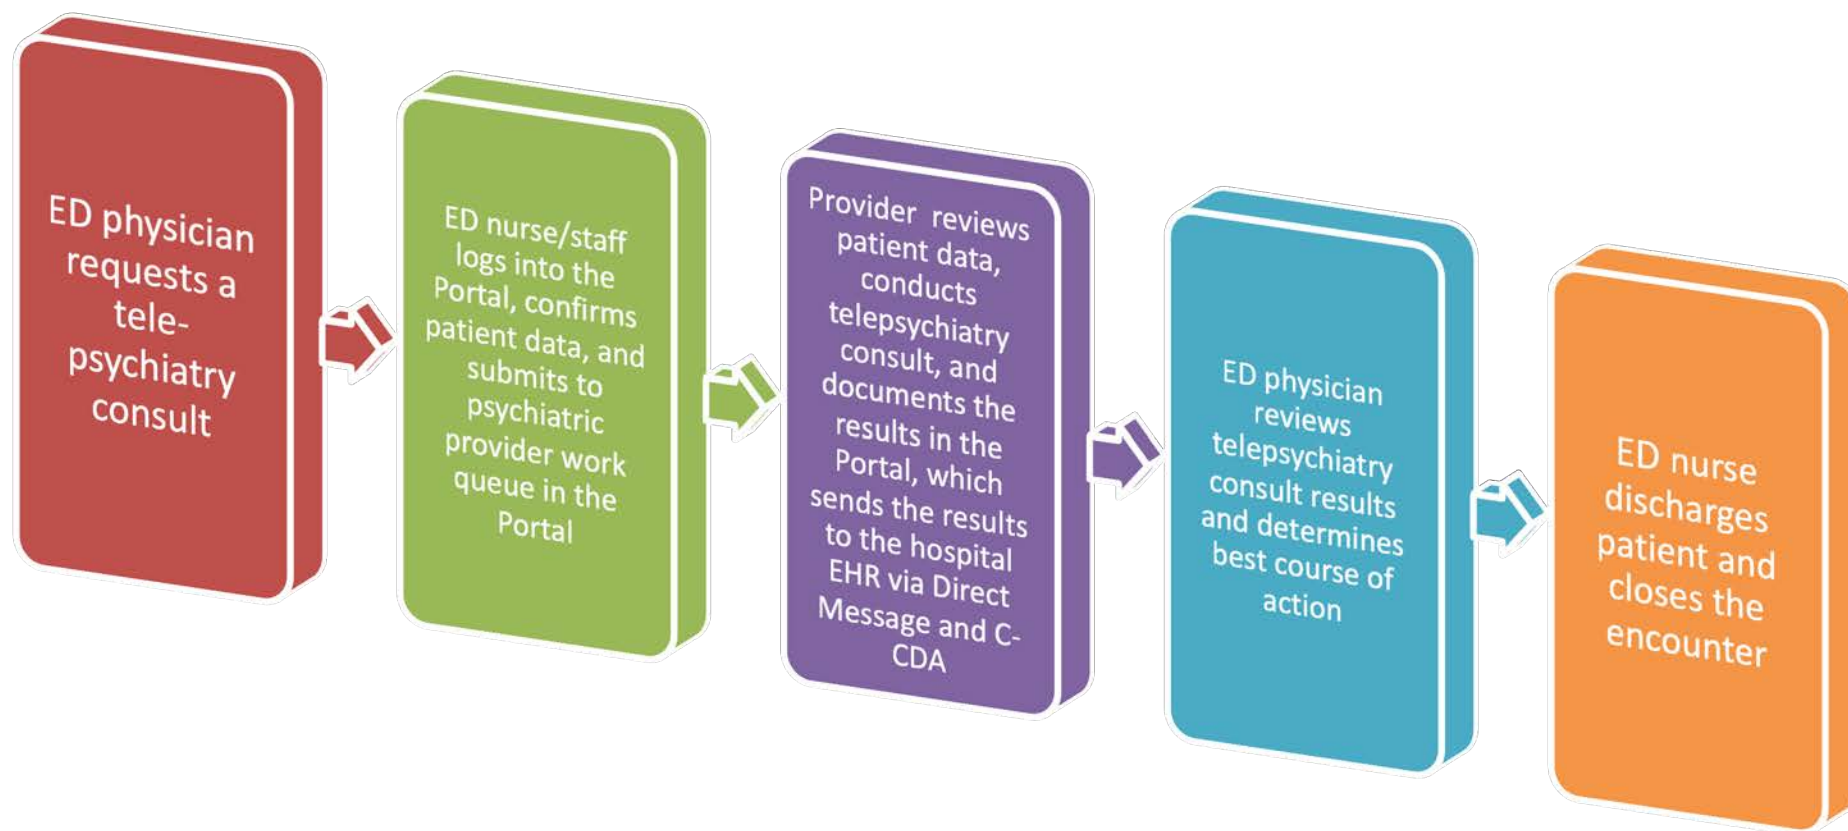 ED physician
requests a
tele-
psychiatry
consult
ED nurse/staff
logs into the
Portal, confirms
patient data, and
submits to
psychiatric
provider work
queue in the
Portal
Provider reviews
patient data,
conducts
telepsychiatry
consult, and
documents the
results in the
Portal, which
sends the results
to the hospital
EHR via Direct
Message and C-
CDA
ED physician
reviews
telepsychiatry
consult results
and determines
best course of
action
ED nurse
discharges
patient and
closes the
encounter